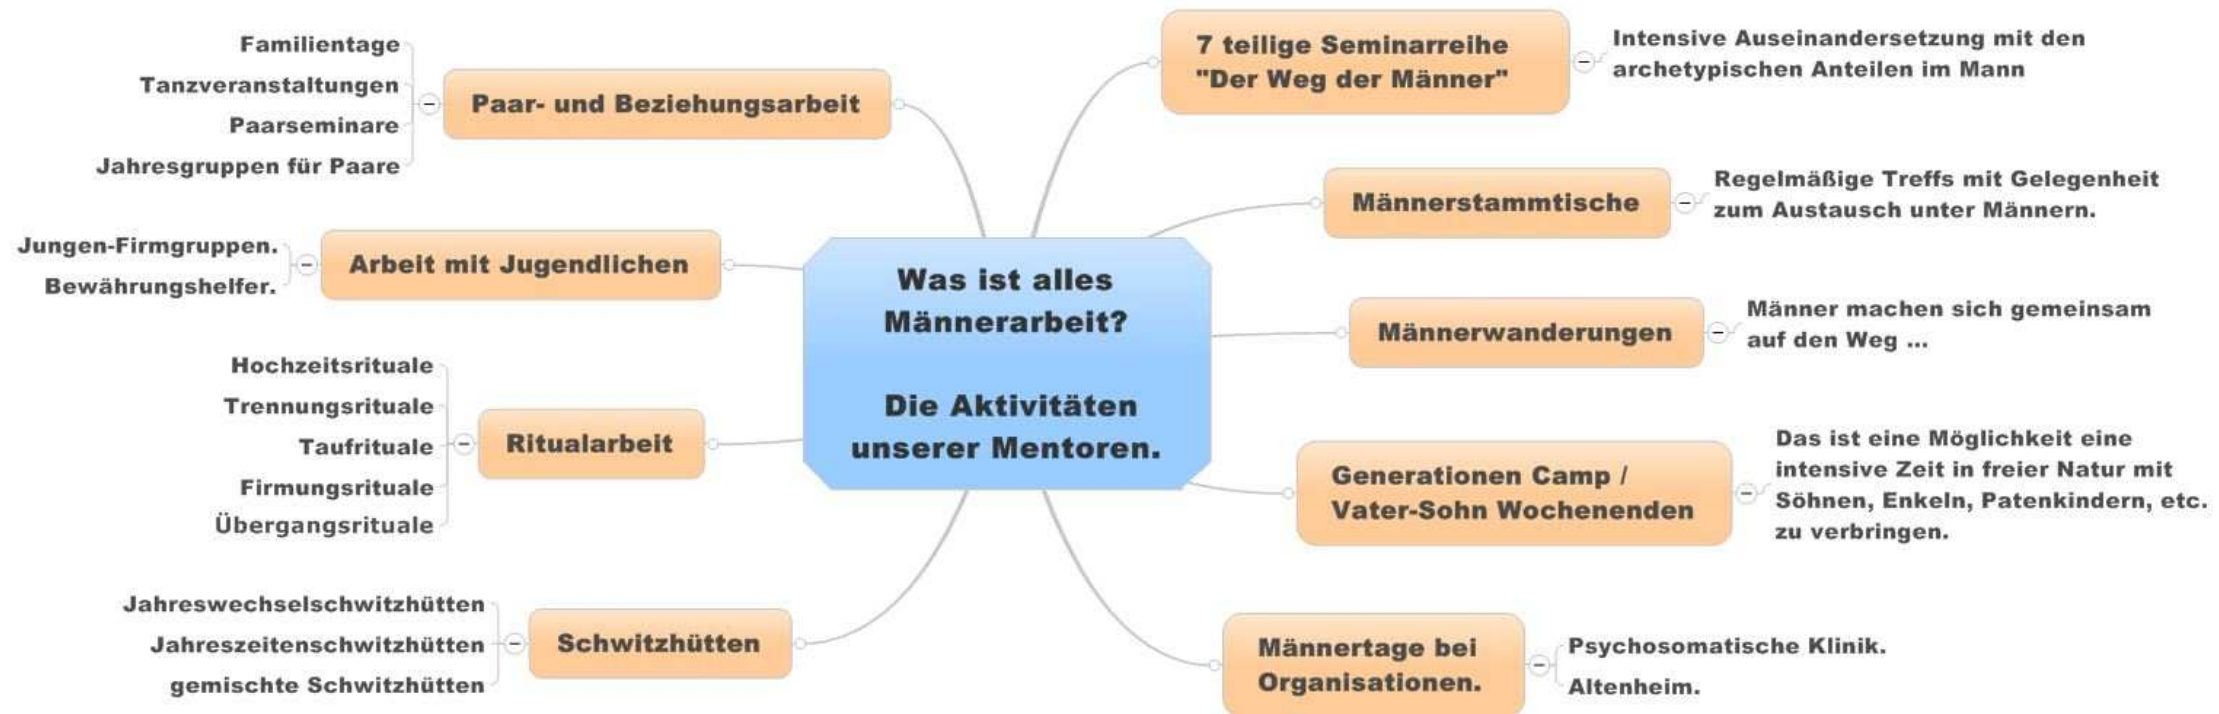 Was ist alles
Männerarbeit?
Die Aktivitäten
unserer Mentoren.
7 teilige Seminarreihe
"Der Weg der Männer"
Intensive Auseinandersetzung mit den
archetypischen Anteilen im Mann
Männerstammtische
Regelmäßige Treffs mit Gelegenheit
zum Austausch unter Männern.
Männerwanderungen
Männer machen sich gemeinsam
auf den Weg ...
Generationen Camp /
Vater-Sohn Wochenenden
Das ist eine Möglichkeit eine
intensive Zeit in freier Natur mit
Söhnen, Enkeln, Patenkindern, etc.
zu verbringen.
Männertage bei
Organisationen.
Psychosomatische Klinik.
Altenheim.
Paar- und Beziehungsarbeit
Familientage
Tanzveranstaltungen
Paarseminare
Jahresgruppen für Paare
Arbeit mit Jugendlichen
Jungen-Firmgruppen.
Bewährungshelfer.
Ritualarbeit
Hochzeitsrituale
Trennungsrituale
Taufrituale
Firmungsrituale
Übergangsrituale
Schwitzhütten
Jahreswechselschwitzhütten
Jahreszeitenschwitzhütten
gemischte Schwitzhütten